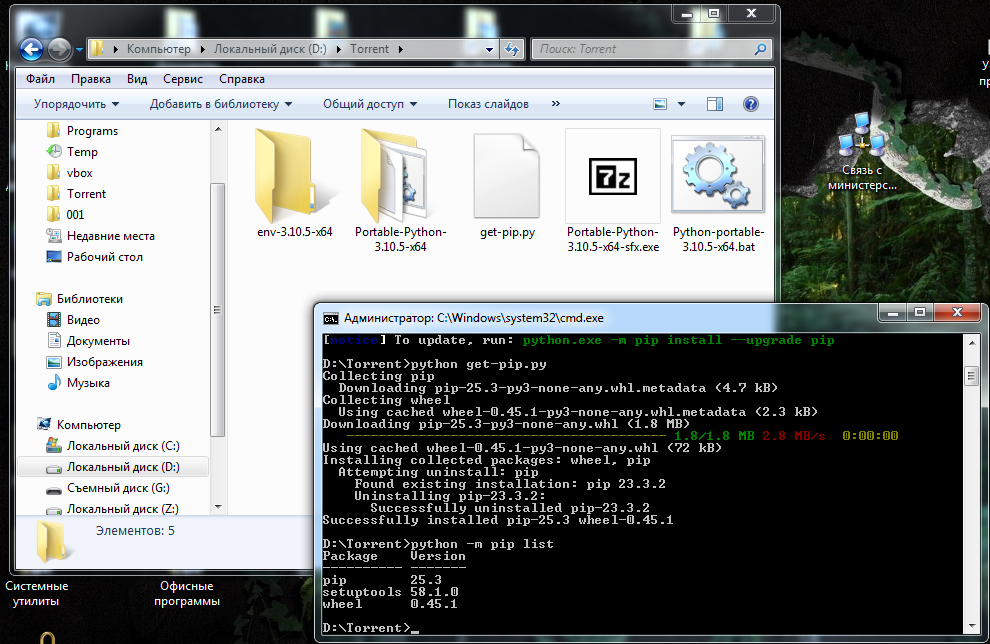 Компьютер
Локальный диск (D:)
Torrent
Поиск: Torrent
Файл Правка Вид Сервис Справка
Упорядочить Добавить в библиотеку Общий доступ Показ слайдов »
Programs
Temp
vbox
Torrent
001
Недавние места
Рабочий стол
Библиотеки
Видео
Документы
Изображения
Музыка
Компьютер
Локальный диск (C:)
Локальный диск (D:)
Съемный диск (G:)
Локальный диск (Z:)
env-3.10.5-x64
Portable-Python-
3.10.5-x64
get-pip.py
7z
Portable-Python-
3.10.5-x64-sfx.exe
Python-portable-
3.10.5-x64.bat
Элементов: 5
Связь с
министерс...
Системные
утилиты
Офисные
программы
Администратор: C:\Windows\system32\cmd.exe
[notice] To update, run: python.exe -m pip install --upgrade pip
D:\Torrent>python get-pip.py
Collecting pip
Downloading pip-25.3-py3-none-any.whl.metadata (4.7 kB)
Collecting wheel
Using cached wheel-0.45.1-py3-none-any.whl.metadata (2.3 kB)
Downloading pip-25.3-py3-none-any.whl (1.8 MB)
---------------------------------------- 1.8/1.8 MB 2.8 MB/s 0:00:00
Using cached wheel-0.45.1-py3-none-any.whl (72 kB)
Installing collected packages: wheel, pip
Attempting uninstall: pip
Found existing installation: pip 23.3.2
Uninstalling pip-23.3.2:
Successfully uninstalled pip-23.3.2
Successfully installed pip-25.3 wheel-0.45.1
D:\Torrent>python -m pip list
Package Version
---------- -------
pip 25.3
setuptools 58.1.0
wheel 0.45.1
D:\Torrent>_